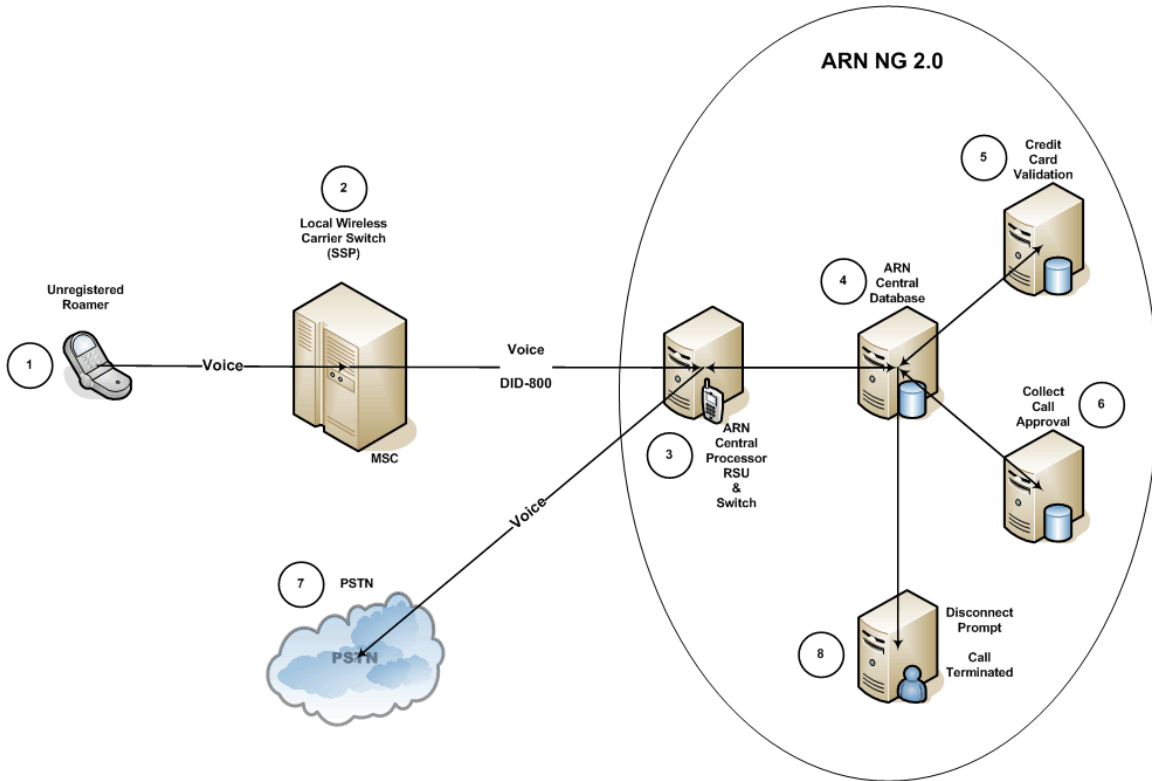 ARN NG 2.0
5
Credit
Card
Validation
2
Local Wireless
Carrier Switch
(SSP)
4
ARN
Central
Database
Unregistered
Roamer
1
Voice
Voice
DID-800
MSC
3
ARN
Central
Processor
RSU
&
Switch
Collect
Call
Approval
6
Voice
7
PSTN
PSTN
8
Disconnect
Prompt
Call
Terminated